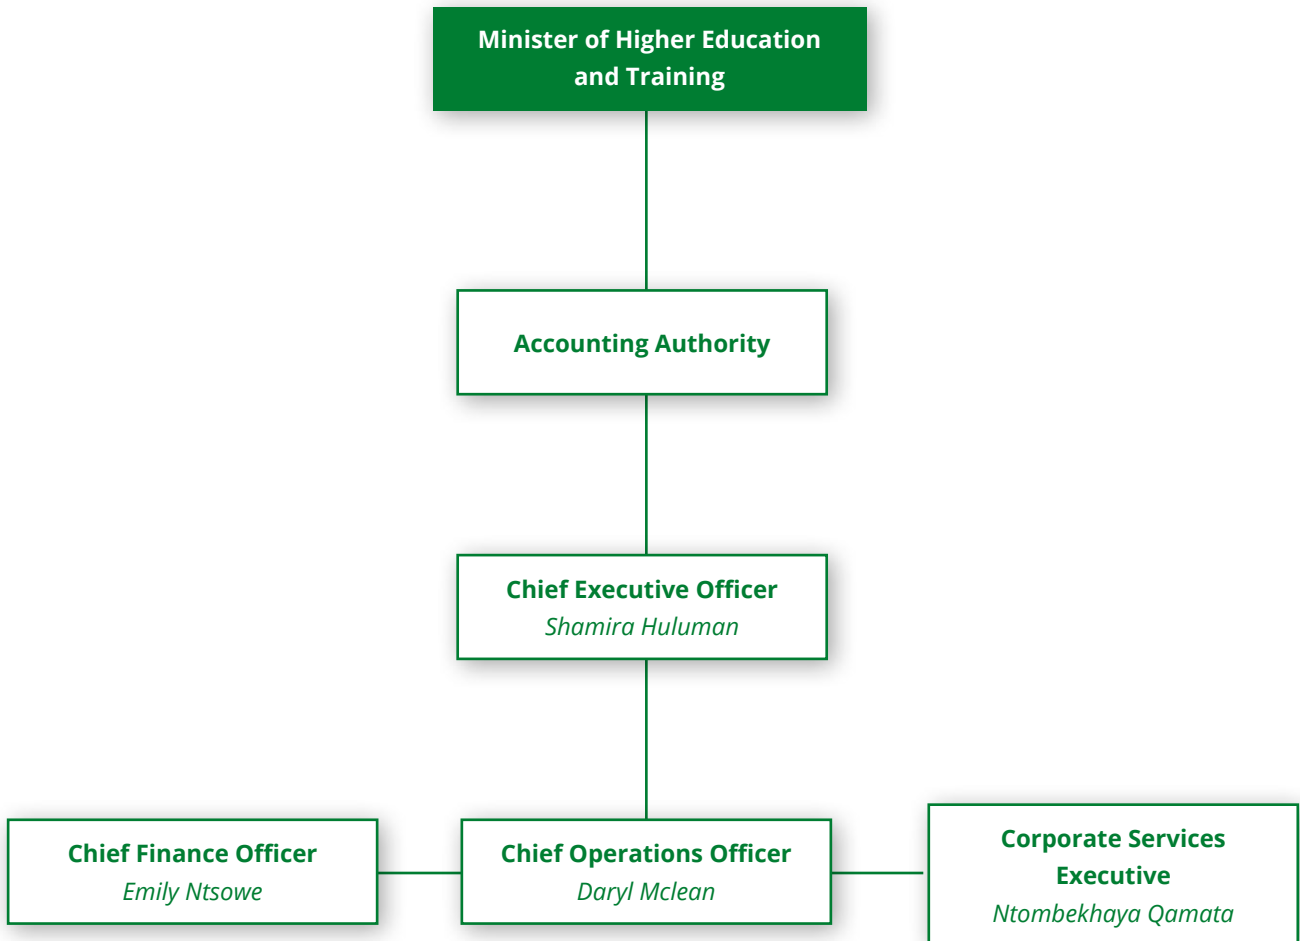 Minister of Higher Education
and Training
Accounting Authority
Chief Executive Officer
Shamira Huluman
Chief Finance Officer
Emily Ntsowe
Chief Operations Officer
Daryl Mclean
Corporate Services
Executive
Ntombekhaya Qamata